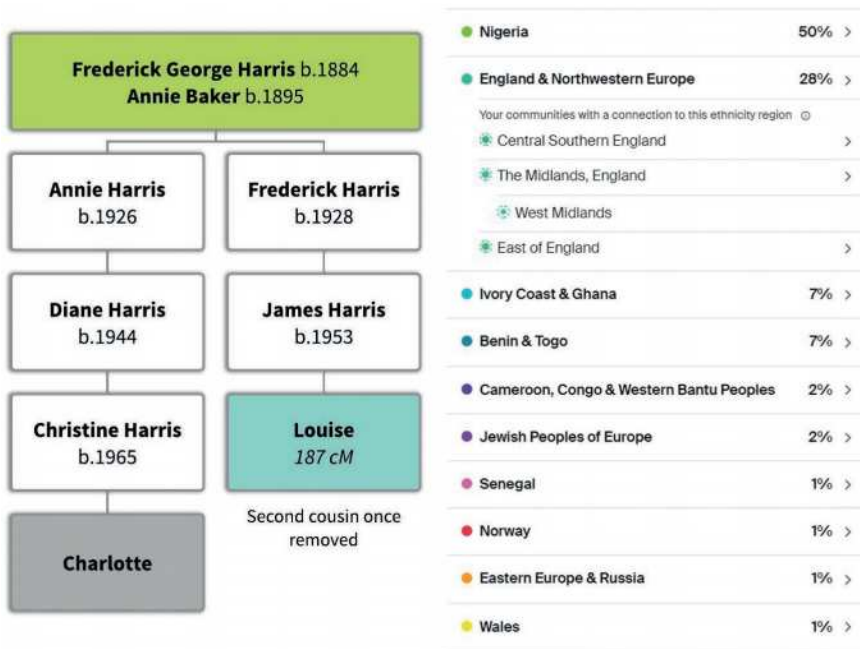 Frederick George Harris b.1884
Annie Baker b.1895
Annie Harris
b.1926
Frederick Harris
b.1928
Diane Harris
b.1944
James Harris
b.1953
Christine Harris
b.1965
Louise
187 cM
Second cousin once
removed
Charlotte
Nigeria 50%
England & Northwestern Europe 28%
Your communities with a connection to this ethnicity region
Central Southern England
The Midlands, England
West Midlands
East of England
Ivory Coast & Ghana 7%
Benin & Togo 7%
Cameroon, Congo & Western Bantu Peoples 2%
Jewish Peoples of Europe 2%
Senegal 1%
Norway 1%
Eastern Europe & Russia 1%
Wales 1%